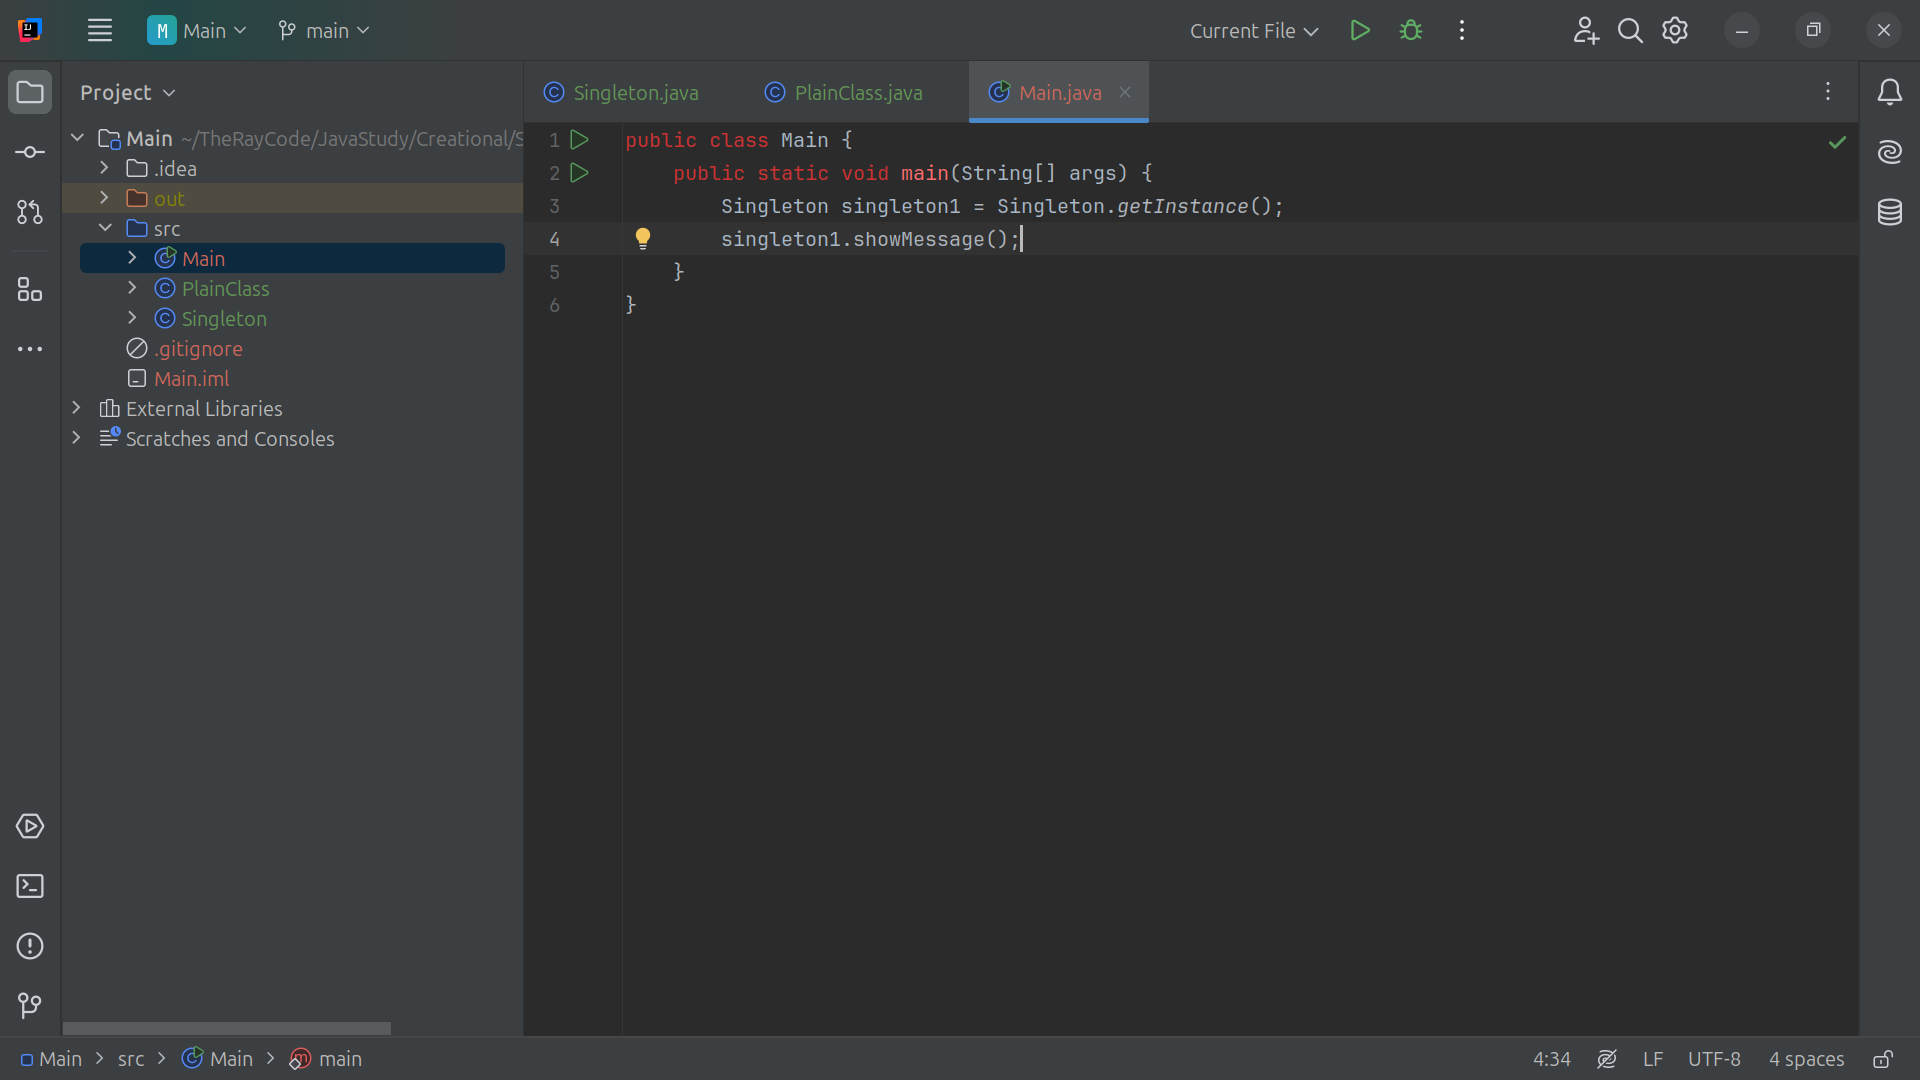 M Main main Current File
Project
Singleton.java PlainClass.java Main.java
Main ~/TheRayCode/JavaStudy/Creational/S
.idea
out
src
Main
PlainClass
Singleton
.gitignore
Main.iml
External Libraries
Scratches and Consoles
1 public class Main {
2 public static void main(String[] args) {
3 Singleton singleton1 = Singleton.getInstance();
4 singleton1.showMessage();
5 }
6 }
Main src Main main 4:34 LF UTF-8 4 spaces